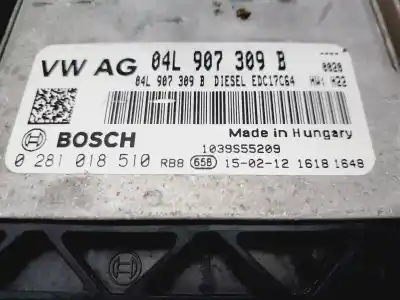 VW AG 04L 907 309 B
04L 907 309 B DIESEL EDC17C64 HW: H22
BOSCH
Made in Hungary
1039S55209
0 281 018 510 RB8 658 15-02-12 1618 1648